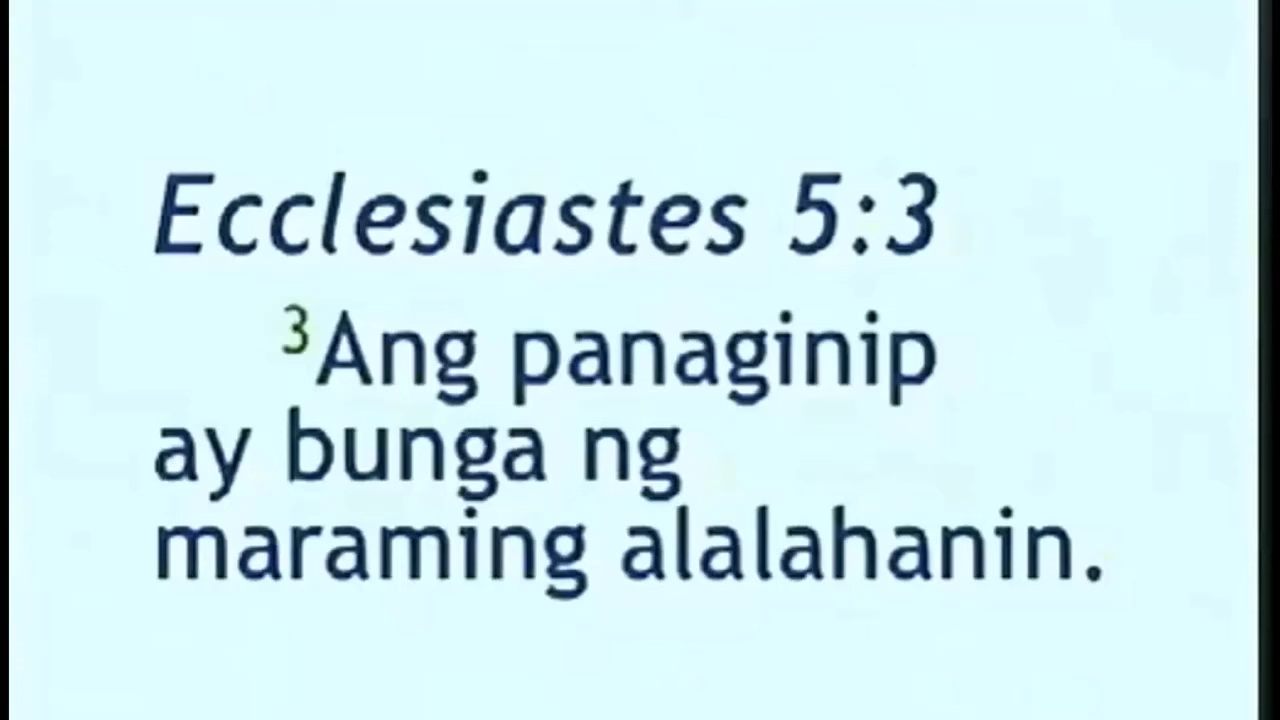 Ecclesiastes 5:3
³Ang panaginip
ay bunga ng
maraming alalahanin.